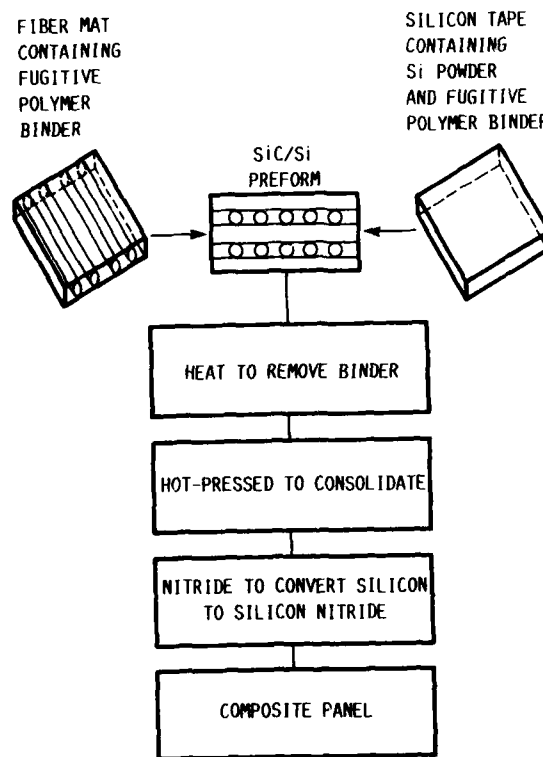 FIBER MAT
CONTAINING
FUGITIVE
POLYMER
BINDER
SILICON TAPE
CONTAINING
Si POWDER
AND FUGITIVE
POLYMER BINDER
SiC/Si
PREFORM
HEAT TO REMOVE BINDER
HOT-PRESSED TO CONSOLIDATE
NITRIDE TO CONVERT SILICON
TO SILICON NITRIDE
COMPOSITE PANEL